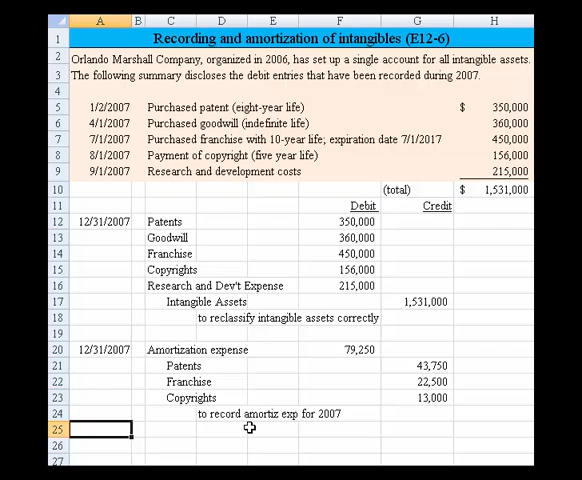 A B C D E F G H
1 Recording and amortization of intangibles (E12-6)
2 Orlando Marshall Company, organized in 2006, has set up a single account for all intangible assets.
3 The following summary discloses the debit entries that have been recorded during 2007.
4
5 1/2/2007 Purchased patent (eight-year life) $ 350,000
6 4/1/2007 Purchased goodwill (indefinite life) 360,000
7 7/1/2007 Purchased franchise with 10-year life; expiration date 7/1/2017 450,000
8 8/1/2007 Payment of copyright (five year life) 156,000
9 9/1/2007 Research and development costs 215,000
10 (total) $ 1,531,000
11 Debit Credit
12 12/31/2007 Patents 350,000
13 Goodwill 360,000
14 Franchise 450,000
15 Copyrights 156,000
16 Research and Dev't Expense 215,000
17 Intangible Assets 1,531,000
18 to reclassify intangible assets correctly
19
20 12/31/2007 Amortization expense 79,250
21 Patents 43,750
22 Franchise 22,500
23 Copyrights 13,000
24 to record amortiz exp for 2007
25
26
27